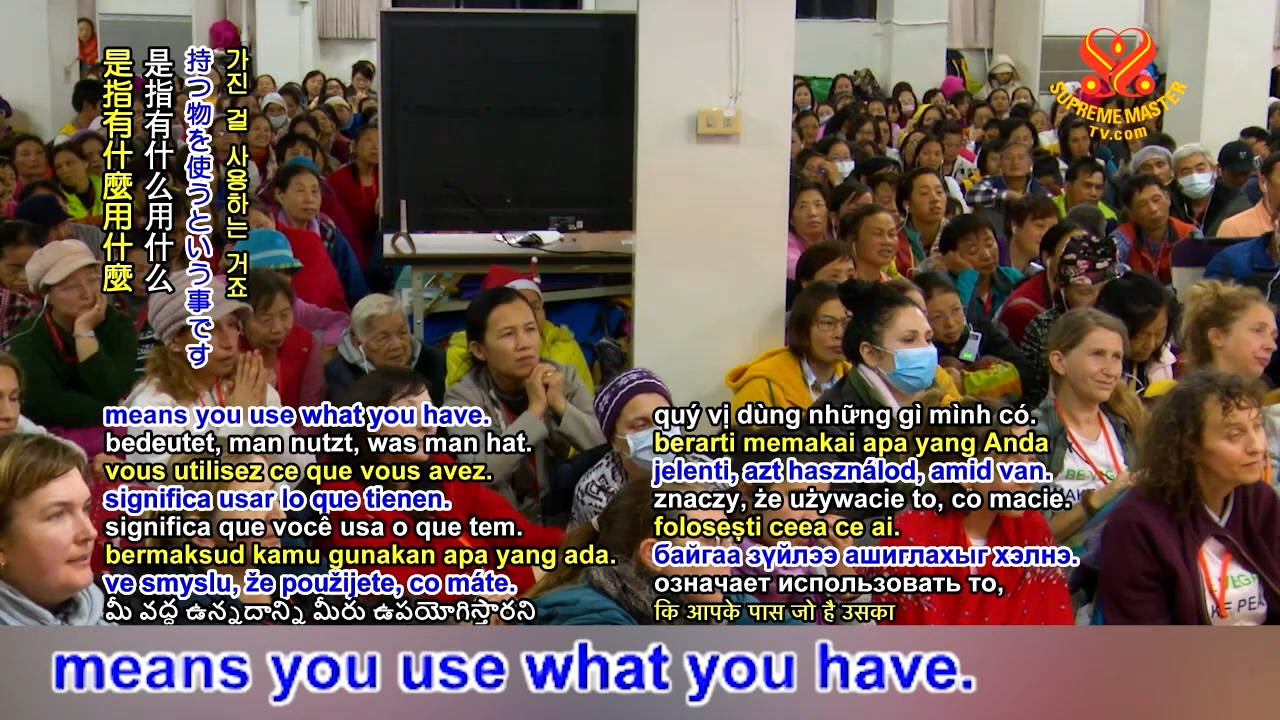 SUPREME MASTER
TV.com
가진 걸 사용하는 거죠
持つ物を使うという事です
是指有什么用什么
是指有什麼用什麼
means you use what you have.
bedeutet, man nutzt, was man hat.
vous utilisez ce que vous avez.
significa usar lo que tienen.
significa que você usa o que tem.
bermaksud kamu gunakan apa yang ada.
ve smyslu, že použijete, co máte.
మీ వద్ద ఉన్నదాన్ని మీరు ఉపయోగిస్తారని
quý vị dùng những gì mình có.
berarti memakai apa yang Anda
jelenti, azt használod, amid van.
znaczy, że używacie to, co macie.
folosești ceea ce ai.
байгаа зүйлээ ашиглахыг хэлнэ.
означает использовать то,
कि आपके पास जो है उसका
means you use what you have.